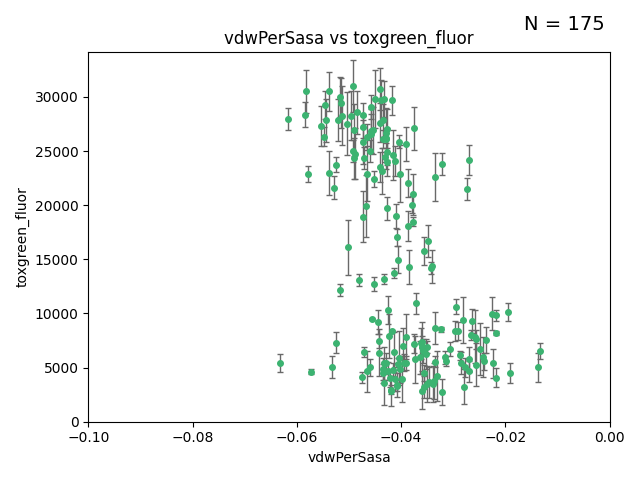 N = 175
vdwPerSasa vs toxgreen_fluor
30000
25000
20000
15000
10000
5000
0
toxgreen_fluor
−0.10 −0.08 −0.06 −0.04 −0.02 0.00
vdwPerSasa